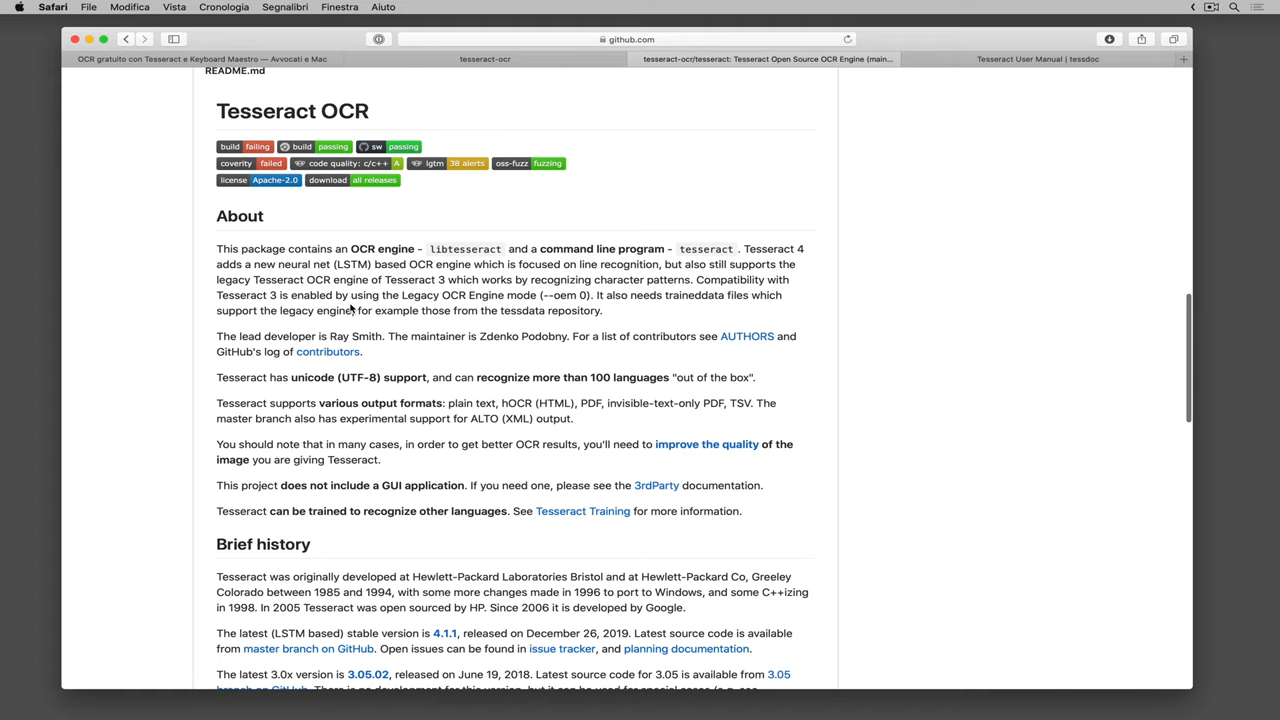 Safari File Modifica Vista Cronologia Segnalibri Finestra Aiuto
github.com
OCR gratuito con Tesseract e Keyboard Maestro — Avvocati e Mac
tesseract-ocr
tesseract-ocr/tesseract: Tesseract Open Source OCR Engine (main...
Tesseract User Manual | tessdoc
README.md
Tesseract OCR
build failing build passing sw passing
coverity failed code quality: c/c++ A lgtm 38 alerts oss-fuzz fuzzing
license Apache-2.0 download all releases
About
This package contains an OCR engine - libtesseract and a command line program - tesseract. Tesseract 4
adds a new neural net (LSTM) based OCR engine which is focused on line recognition, but also still supports the
legacy Tesseract OCR engine of Tesseract 3 which works by recognizing character patterns. Compatibility with
Tesseract 3 is enabled by using the Legacy OCR Engine mode (--oem 0). It also needs traineddata files which
support the legacy engine, for example those from the tessdata repository.
The lead developer is Ray Smith. The maintainer is Zdenko Podobny. For a list of contributors see AUTHORS and
GitHub's log of contributors.
Tesseract has unicode (UTF-8) support, and can recognize more than 100 languages "out of the box".
Tesseract supports various output formats: plain text, hOCR (HTML), PDF, invisible-text-only PDF, TSV. The
master branch also has experimental support for ALTO (XML) output.
You should note that in many cases, in order to get better OCR results, you'll need to improve the quality of the
image you are giving Tesseract.
This project does not include a GUI application. If you need one, please see the 3rdParty documentation.
Tesseract can be trained to recognize other languages. See Tesseract Training for more information.
Brief history
Tesseract was originally developed at Hewlett-Packard Laboratories Bristol and at Hewlett-Packard Co, Greeley
Colorado between 1985 and 1994, with some more changes made in 1996 to port to Windows, and some C++izing
in 1998. In 2005 Tesseract was open sourced by HP. Since 2006 it is developed by Google.
The latest (LSTM based) stable version is 4.1.1, released on December 26, 2019. Latest source code is available
from master branch on GitHub. Open issues can be found in issue tracker, and planning documentation.
The latest 3.0x version is 3.05.02, released on June 19, 2018. Latest source code for 3.05 is available from 3.05
branch on GitHub. There is no development for this version, but it can be used for special cases (e.g. see